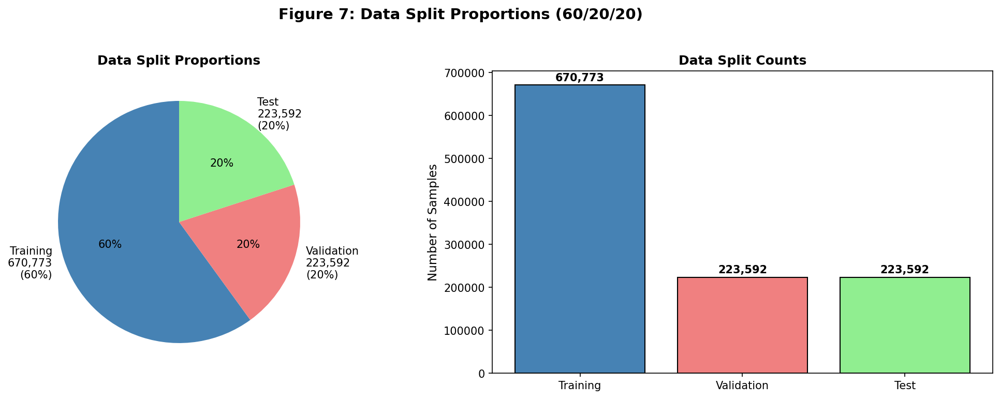 Figure 7: Data Split Proportions (60/20/20)
Data Split Proportions
Test
223,592
(20%)
20%
60%
20%
Training
670,773
(60%)
Validation
223,592
(20%)
Data Split Counts
Number of Samples
700000
600000
500000
400000
300000
200000
100000
0
670,773
223,592
223,592
Training
Validation
Test